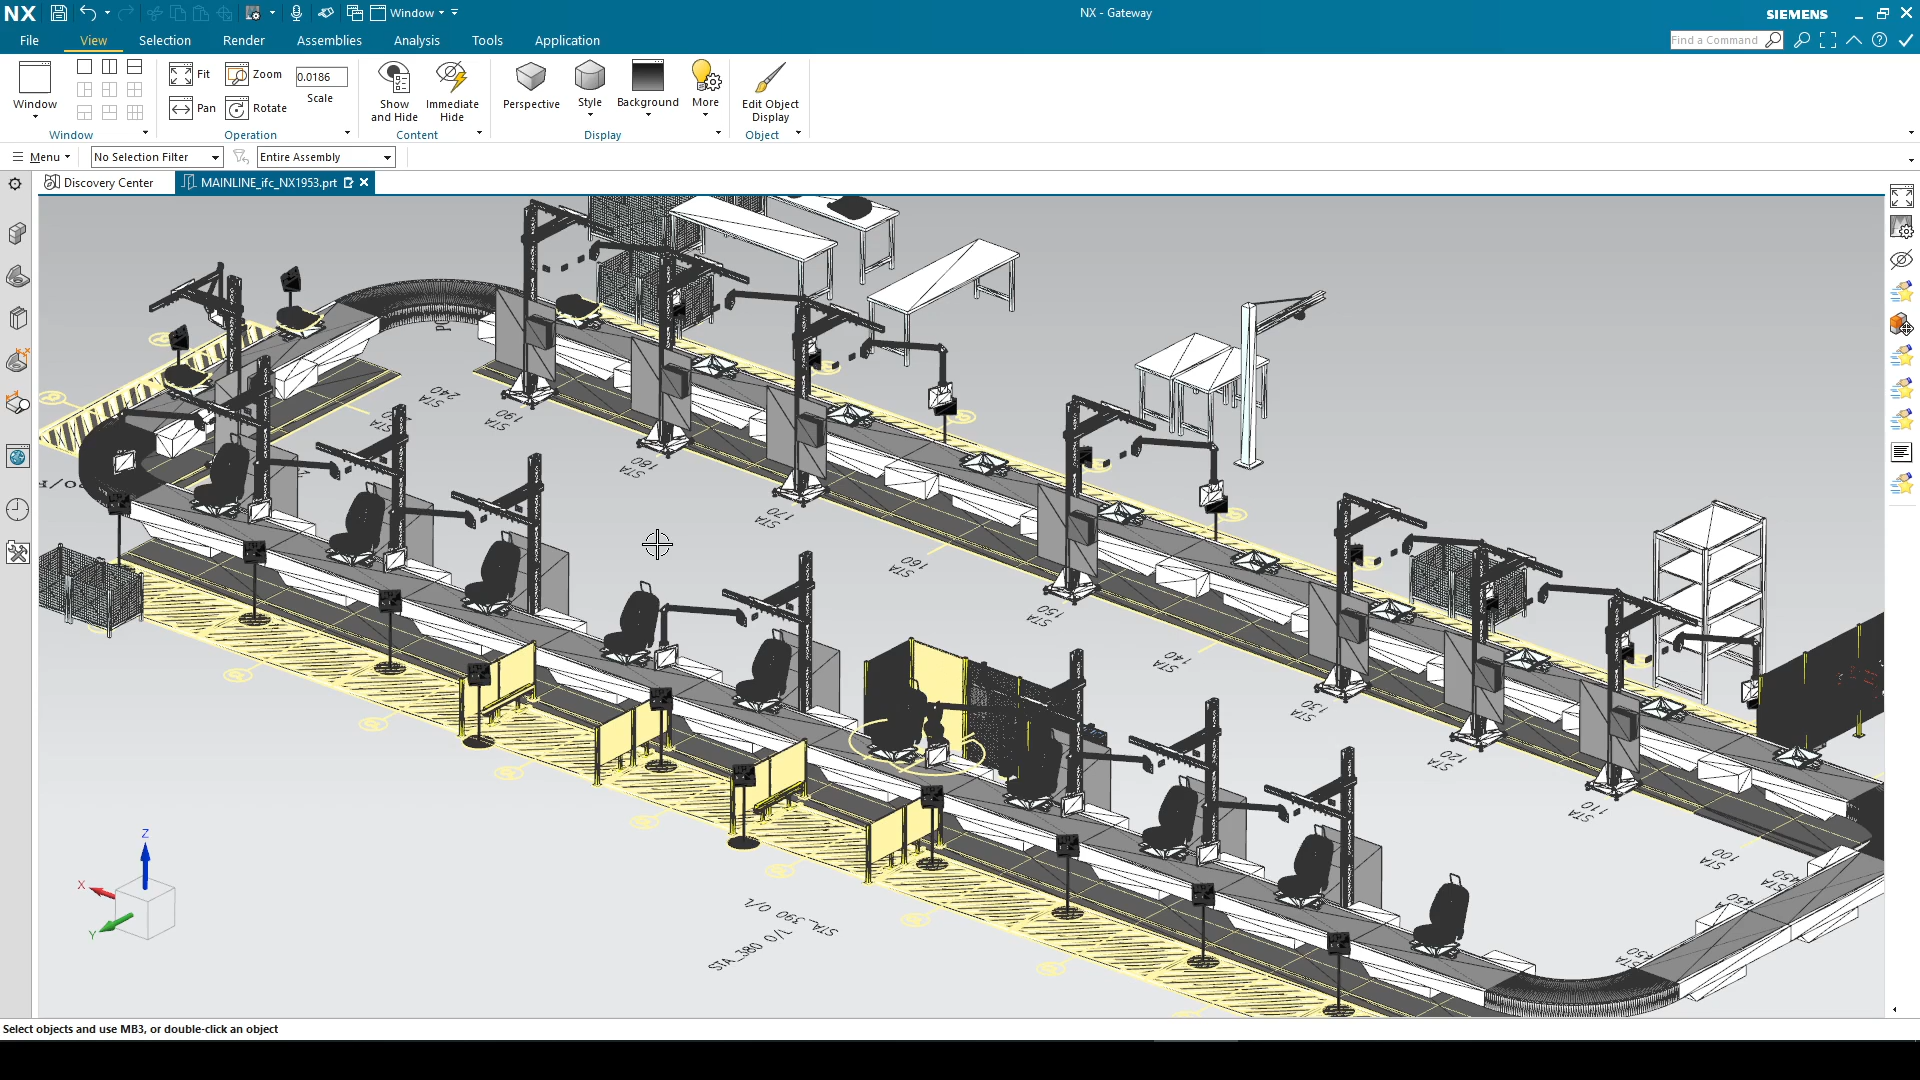 NX
Window
NX - Gateway
SIEMENS
File
View
Selection
Render
Assemblies
Analysis
Tools
Application
Find a Command
Window
Fit
Pan
Zoom
Rotate
0.0186
Scale
Show and Hide
Immediate Hide
Perspective
Style
Background
More
Edit Object Display
Window
Operation
Content
Display
Object
Menu
No Selection Filter
Entire Assembly
Discovery Center
MAINLINE_ifc_NX1953.prt
STA 240
STA 190
STA 180
STA 170
STA 160
STA 150
STA 140
STA 130
STA 120
STA 110
STA 100
STA 450
STA 450
STA_390 O/L
STA_380 O/L
Z
X
Y
Select objects and use MB3, or double-click an object